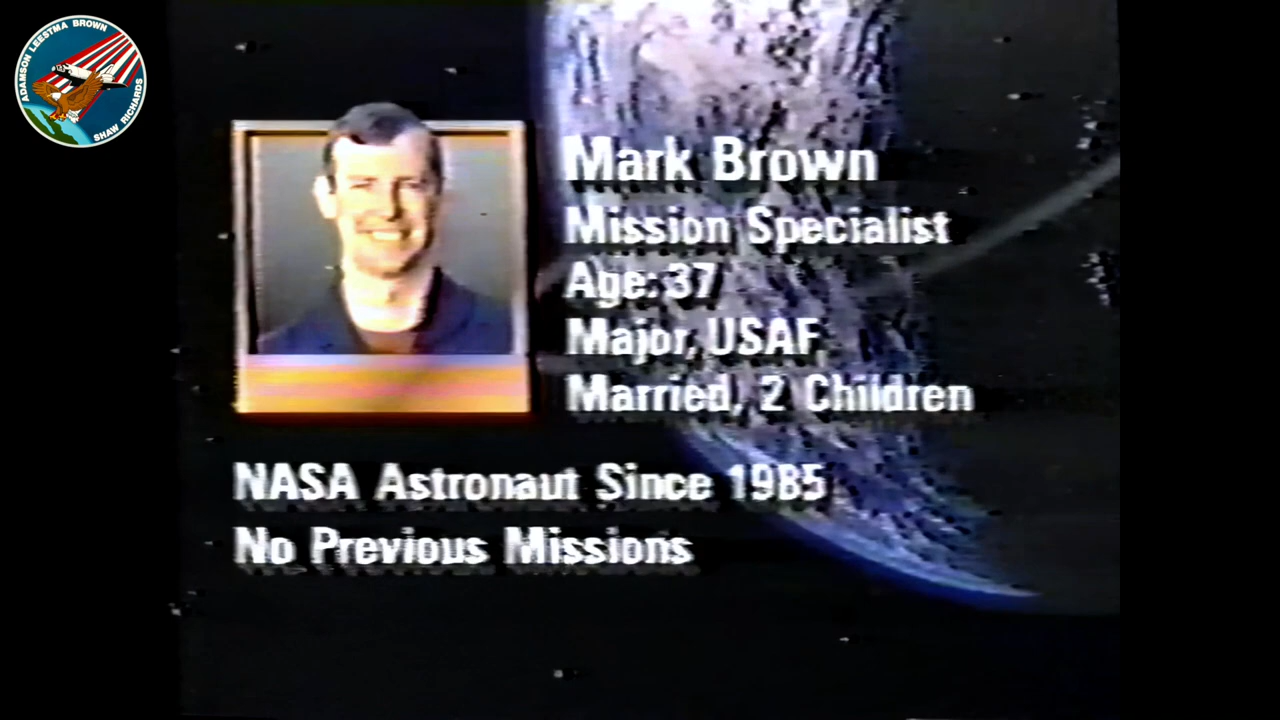 ADAMSON LEESTMA BROWN
SHAW RICHARDS
Mark Brown
Mission Specialist
Age: 37
Major, USAF
Married, 2 Children
NASA Astronaut Since 1985
No Previous Missions